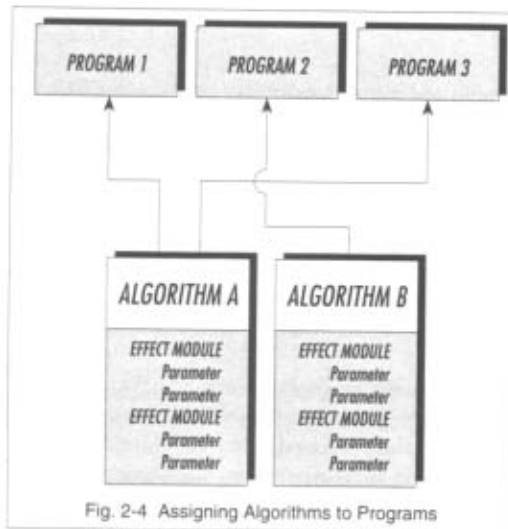 PROGRAM 1
PROGRAM 2
PROGRAM 3
ALGORITHM A
EFFECT MODULE
Parameter
Parameter
EFFECT MODULE
Parameter
Parameter
ALGORITHM B
EFFECT MODULE
Parameter
Parameter
EFFECT MODULE
Parameter
Parameter
Fig. 2-4 Assigning Algorithms to Programs